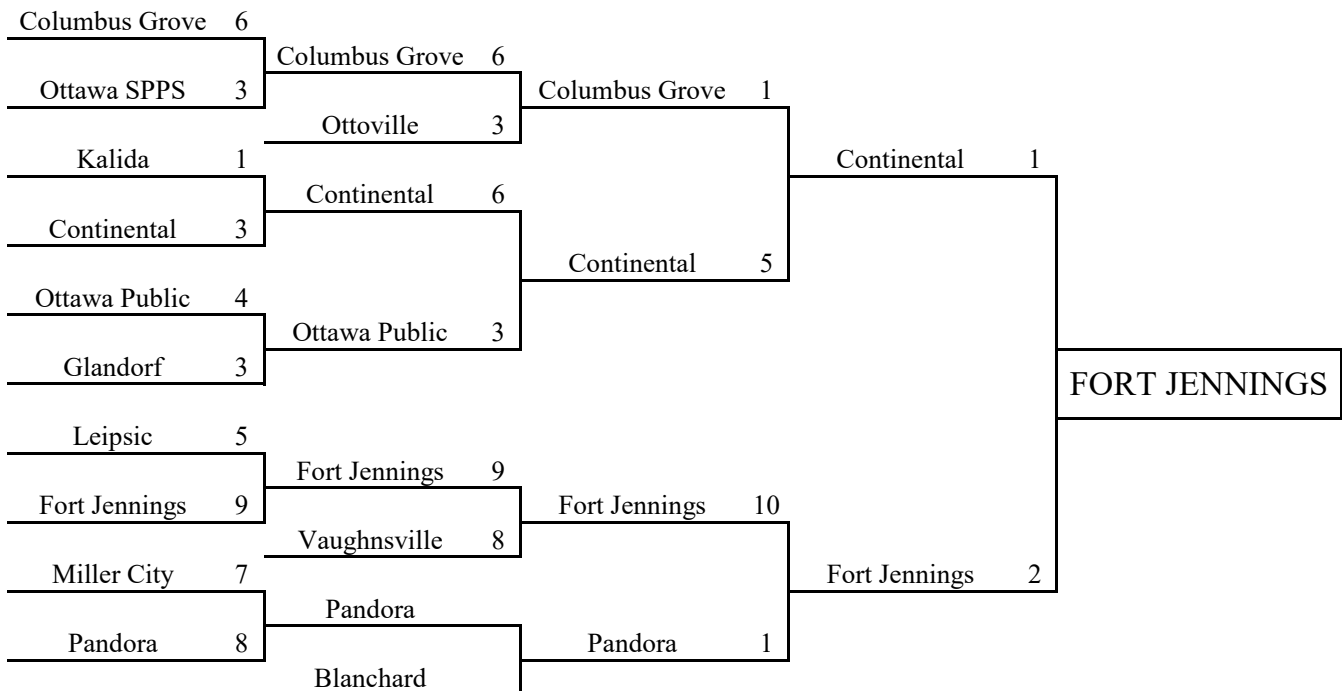 Columbus Grove 6
Ottawa SPPS 3
Kalida 1
Continental 3
Ottawa Public 4
Glandorf 3
Leipsic 5
Fort Jennings 9
Miller City 7
Pandora 8
Columbus Grove 6
Ottoville 3
Continental 6
Ottawa Public 3
Fort Jennings 9
Vaughnsville 8
Pandora
Blanchard
Columbus Grove 1
Continental 5
Fort Jennings 10
Pandora 1
Continental 1
Fort Jennings 2
FORT JENNINGS